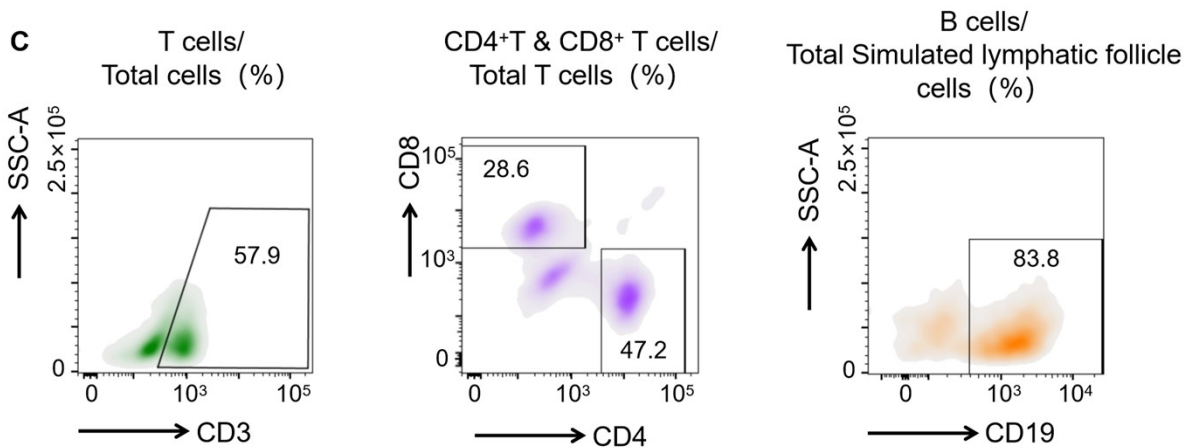 C
T cells/
Total cells (%)
SSC-A
2.5×10⁵
0
57.9
0
10³
10⁵
CD3
CD4⁺T & CD8⁺ T cells/
Total T cells (%)
CD8
10⁵
10³
0
28.6
47.2
0
10³
10⁵
CD4
B cells/
Total Simulated lymphatic follicle
cells (%)
SSC-A
2.5×10⁵
0
83.8
0
10³
10⁴
CD19